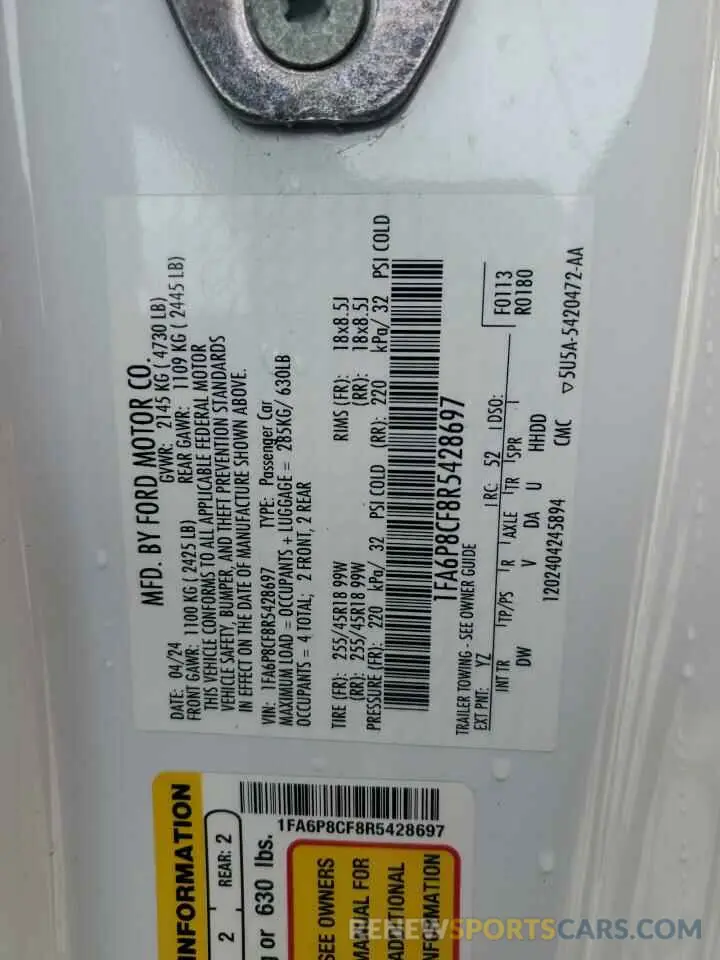 MFD. BY FORD MOTOR CO.
DATE: 04/24 GVWR: 2145 KG ( 4730 LB)
FRONT GAWR: 1100 KG ( 2425 LB) REAR GAWR: 1109 KG ( 2445 LB)
THIS VEHICLE CONFORMS TO ALL APPLICABLE FEDERAL MOTOR
VEHICLE SAFETY, BUMPER, AND THEFT PREVENTION STANDARDS
IN EFFECT ON THE DATE OF MANUFACTURE SHOWN ABOVE.
VIN: 1FA6P8CF8R5428697 TYPE: Passenger Car
MAXIMUM LOAD = OCCUPANTS + LUGGAGE = 285KG/ 630LB
OCCUPANTS = 4 TOTAL; 2 FRONT, 2 REAR
TIRE (FR): 255/45R18 99W RIMS (FR): 18x8.5J
(RR): 255/45R18 99W (RR): 18x8.5J
PRESSURE (FR): 220 kPa/ 32 PSI COLD (RR): 220 kPa/ 32 PSI COLD
1FA6P8CF8R5428697
TRAILER TOWING - SEE OWNER GUIDE
EXT PNT: YZ RC: 52 DSO: F0113
R0180
INT TR TP/PS R AXLE TR SPR
DW V DA U HHDD
1202404245894 CMC ▽ 5U5A-5420472-AA
INFORMATION
2 REAR: 2
or 630 lbs.
1FA6P8CF8R5428697
SEE OWNERS
MANUAL FOR
ADDITIONAL
INFORMATION
RENEWSPORTSCARS.COM